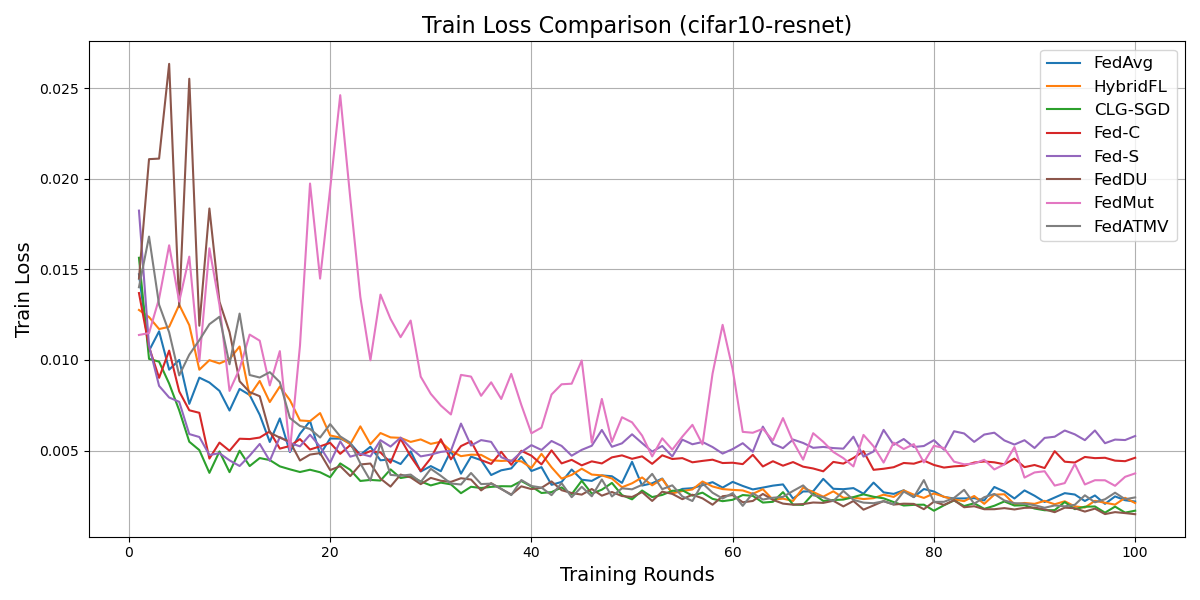 Train Loss Comparison (cifar10-resnet)
Train Loss
0.025
0.020
0.015
0.010
0.005
0
20
40
60
80
100
Training Rounds
FedAvg
HybridFL
CLG-SGD
Fed-C
Fed-S
FedDU
FedMut
FedATMV